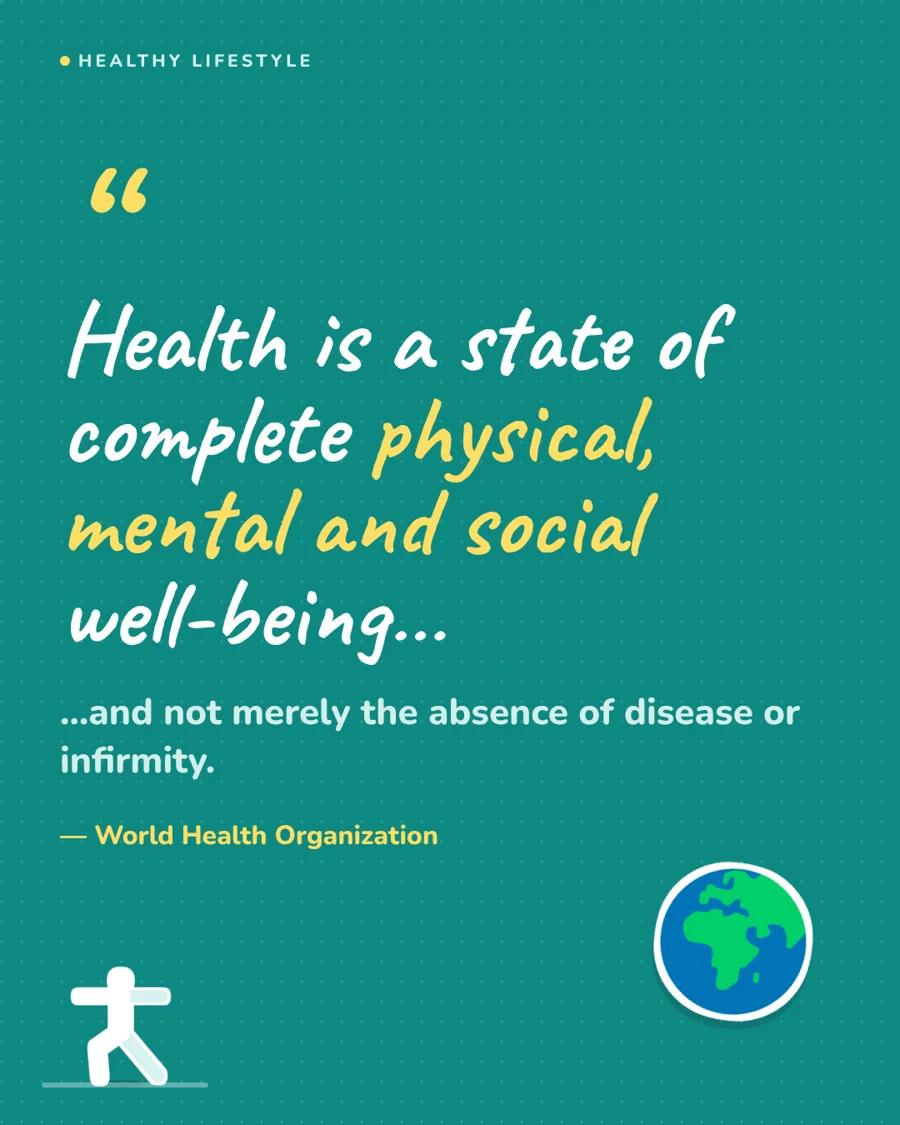 HEALTHY LIFESTYLE
“
Health is a state of
complete physical,
mental and social
well-being...
...and not merely the absence of disease or
infirmity.
— World Health Organization